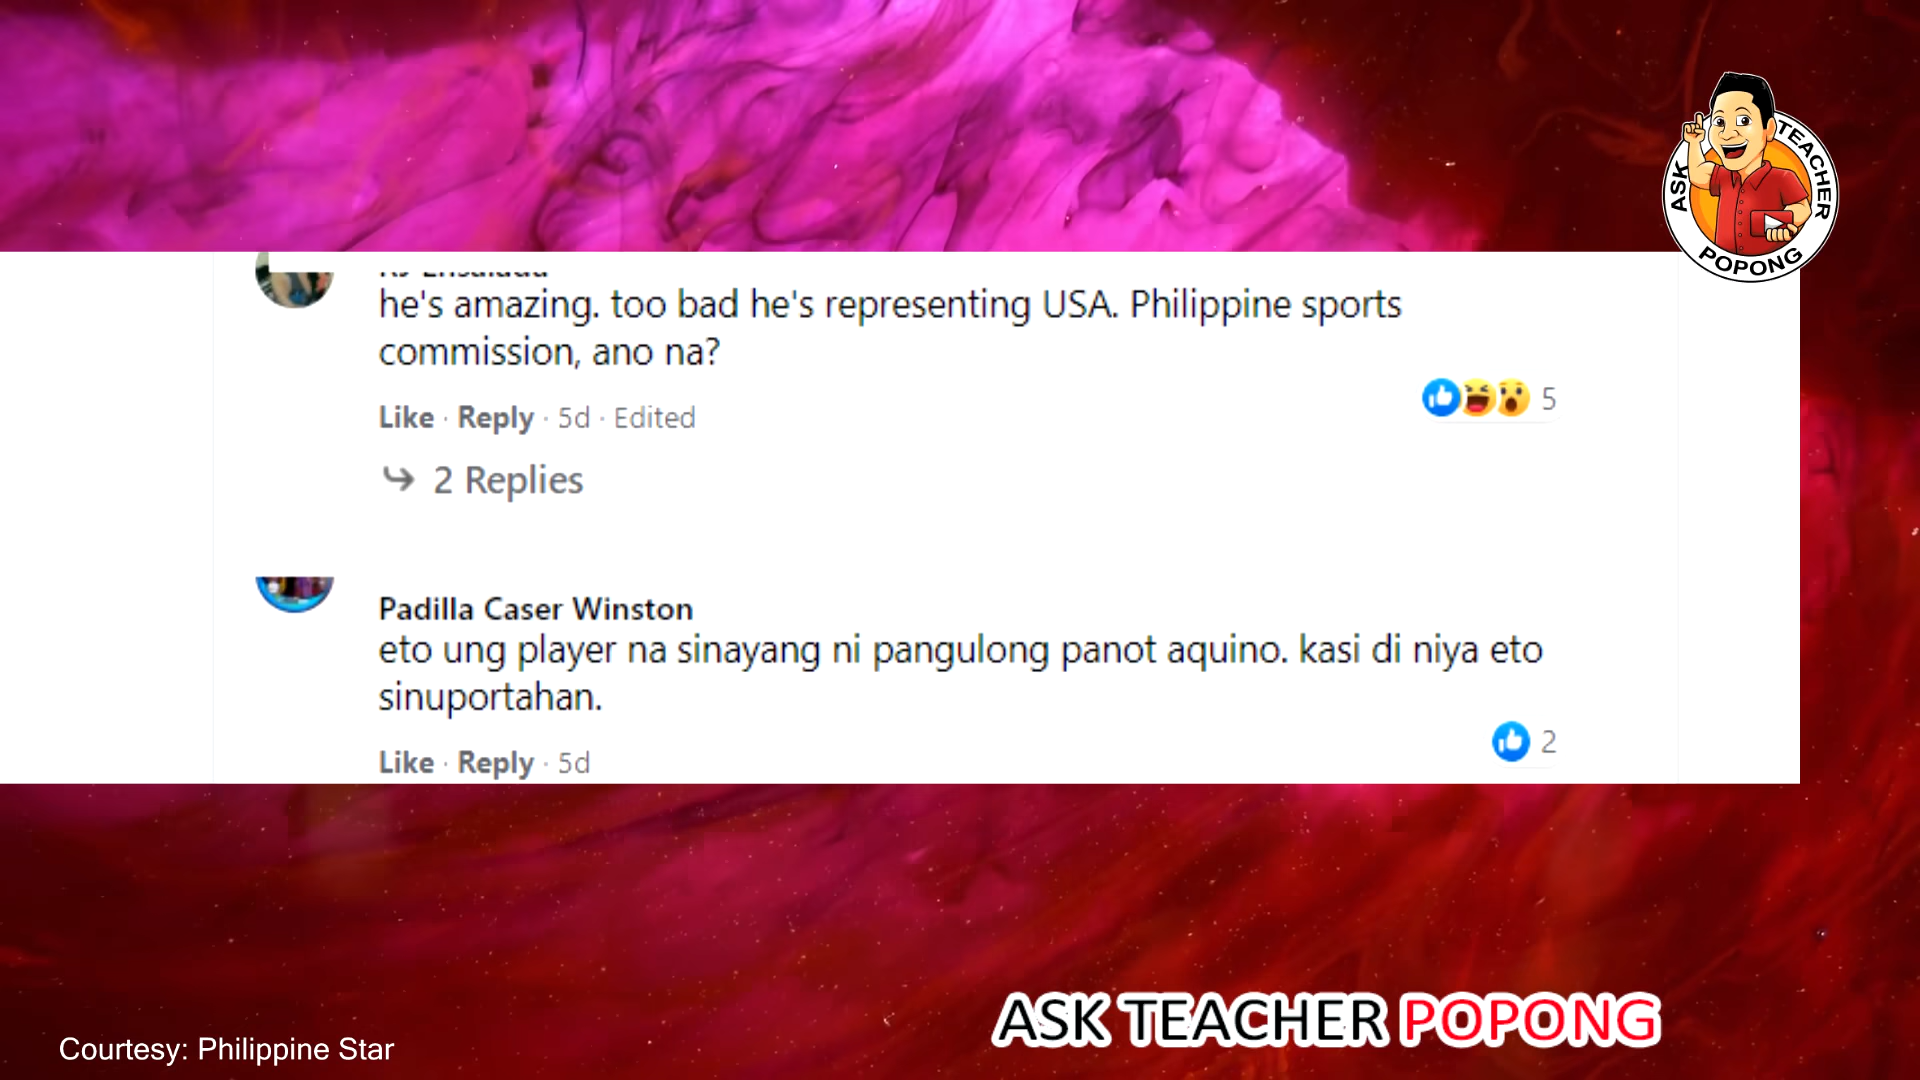 ASK TEACHER
POPONG
he's amazing. too bad he's representing USA. Philippine sports
commission, ano na?
Like · Reply · 5d · Edited
5
2 Replies
Padilla Caser Winston
eto ung player na sinayang ni pangulong panot aquino. kasi di niya eto
sinuportahan.
Like · Reply · 5d
2
ASK TEACHER POPONG
Courtesy: Philippine Star